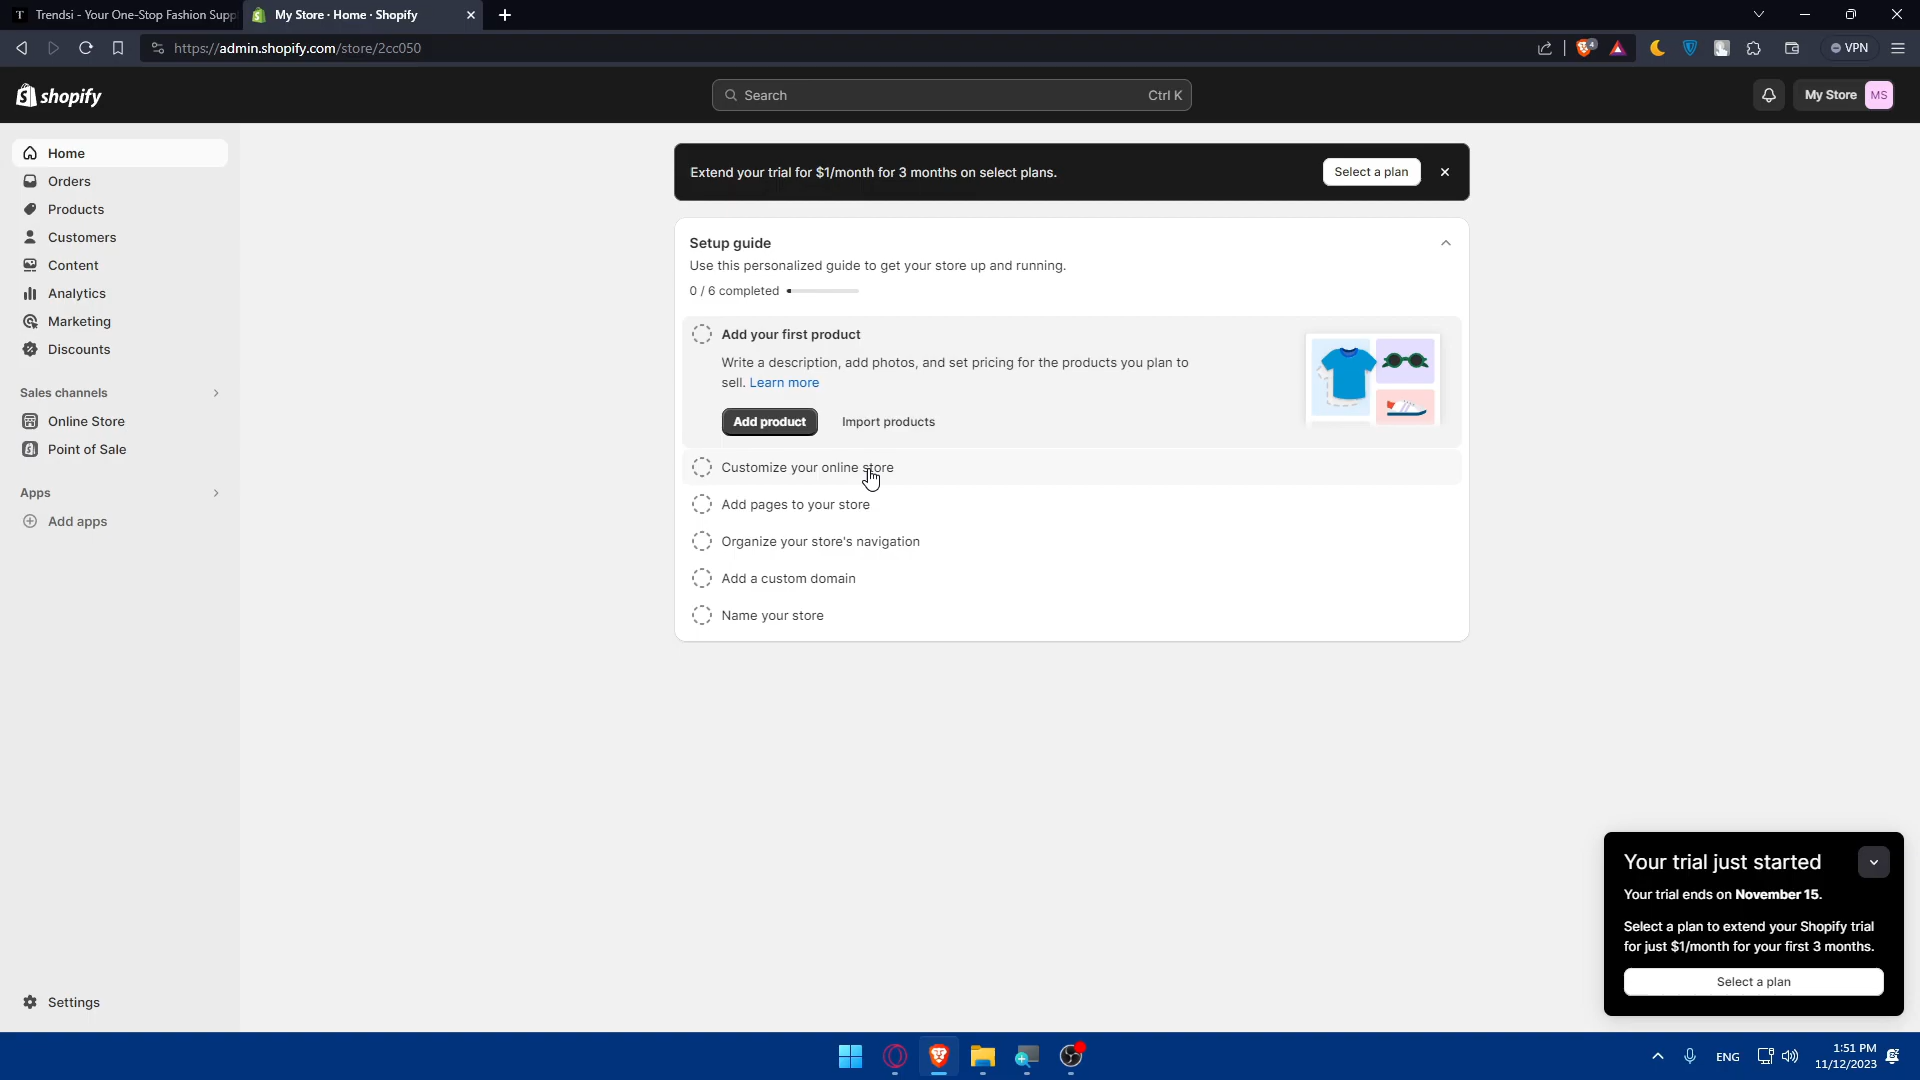 T Trendsi - Your One-Stop Fashion Supp
My Store · Home · Shopify
https://admin.shopify.com/store/2cc050
4
VPN
shopify
Search
Ctrl K
My Store
MS
Home
Orders
Products
Customers
Content
Analytics
Marketing
Discounts
Sales channels
Online Store
Point of Sale
Apps
Add apps
Settings
Extend your trial for $1/month for 3 months on select plans.
Select a plan
Setup guide
Use this personalized guide to get your store up and running.
0 / 6 completed
Add your first product
Write a description, add photos, and set pricing for the products you plan to
sell. Learn more
Add product
Import products
Customize your online store
Add pages to your store
Organize your store's navigation
Add a custom domain
Name your store
Your trial just started
Your trial ends on November 15.
Select a plan to extend your Shopify trial
for just $1/month for your first 3 months.
Select a plan
ENG
1:51 PM
11/12/2023